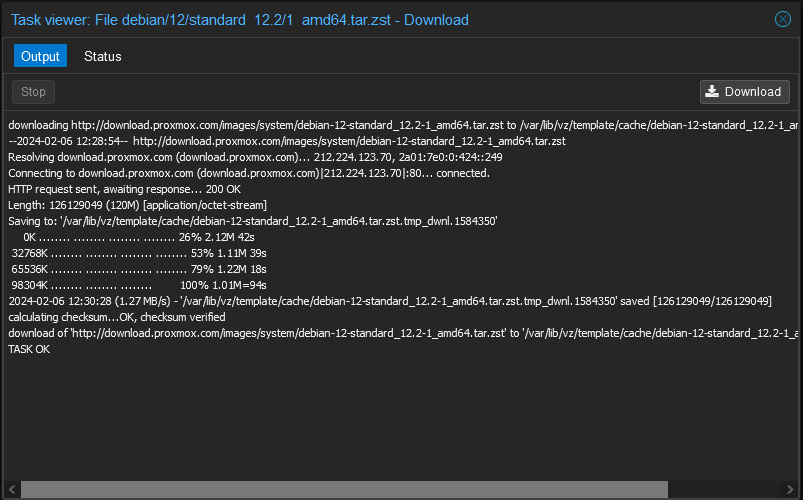 Task viewer: File debian/12/standard 12.2/1 amd64.tar.zst - Download
Output Status
Stop Download
downloading http://download.proxmox.com/images/system/debian-12-standard_12.2-1_amd64.tar.zst to /var/lib/vz/template/cache/debian-12-standard_12.2-1_am
--2024-02-06 12:28:54-- http://download.proxmox.com/images/system/debian-12-standard_12.2-1_amd64.tar.zst
Resolving download.proxmox.com (download.proxmox.com)... 212.224.123.70, 2a01:7e0:0:424::249
Connecting to download.proxmox.com (download.proxmox.com)|212.224.123.70|:80... connected.
HTTP request sent, awaiting response... 200 OK
Length: 126129049 (120M) [application/octet-stream]
Saving to: '/var/lib/vz/template/cache/debian-12-standard_12.2-1_amd64.tar.zst.tmp_dwnl.1584350'
0K ........ ........ ........ ........ 26% 2.12M 42s
32768K ........ ........ ........ ........ 53% 1.11M 39s
65536K ........ ........ ........ ........ 79% 1.22M 18s
98304K ........ ........ ........ 100% 1.01M=94s
2024-02-06 12:30:28 (1.27 MB/s) - '/var/lib/vz/template/cache/debian-12-standard_12.2-1_amd64.tar.zst.tmp_dwnl.1584350' saved [126129049/126129049]
calculating checksum...OK, checksum verified
download of 'http://download.proxmox.com/images/system/debian-12-standard_12.2-1_amd64.tar.zst' to '/var/lib/vz/template/cache/debian-12-standard_12.2-1_a
TASK OK